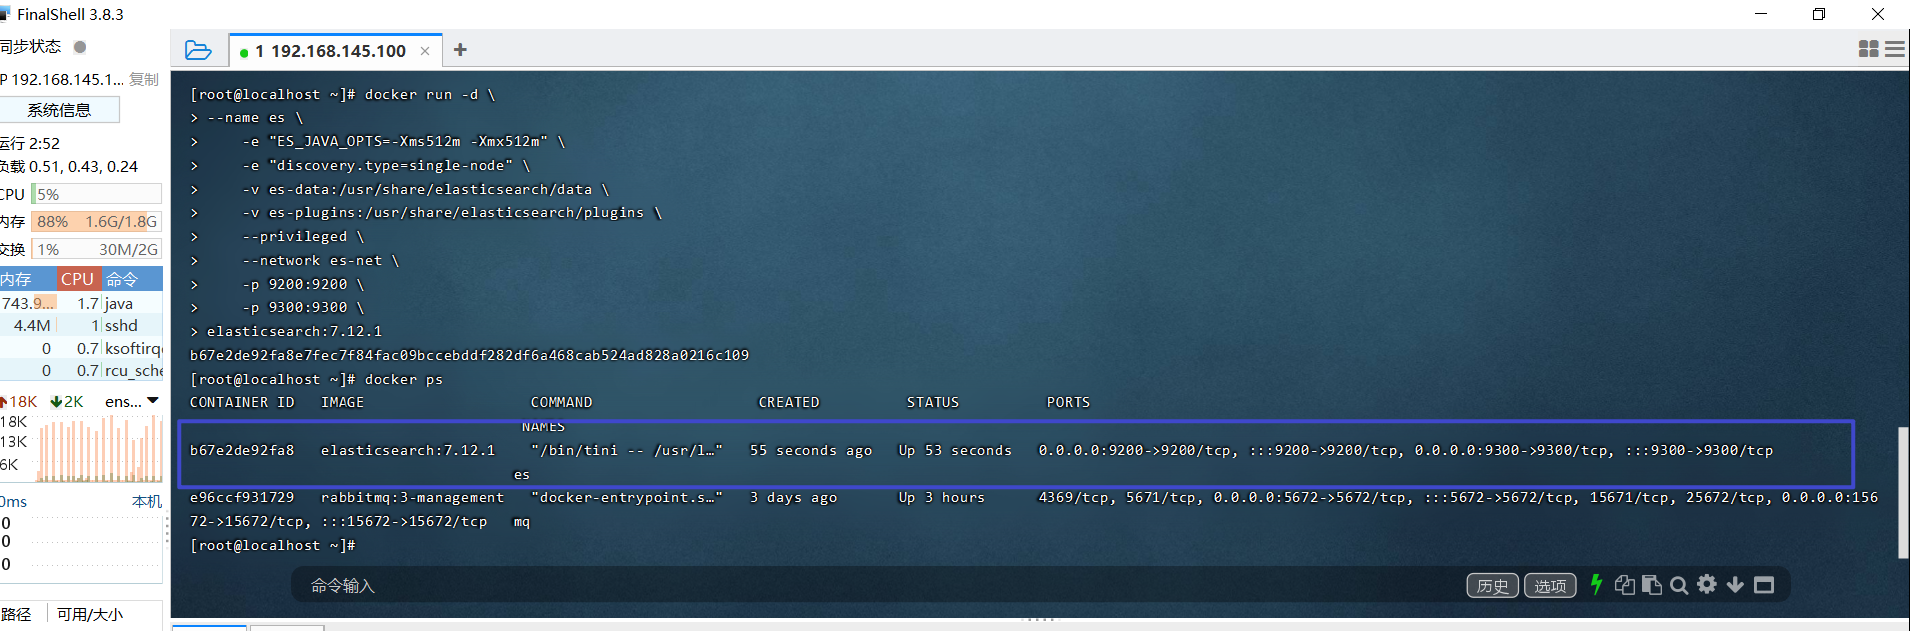 FinalShell 3.8.3
同步状态
P 192.168.145.1... 复制
系统信息
运行 2:52
负载 0.51, 0.43, 0.24
CPU 5%
内存 88% 1.6G/1.8G
交换 1% 30M/2G
内存 CPU 命令
743.9... 1.7 java
4.4M 1 sshd
0 0.7 ksoftirq
0 0.7 rcu_sche
18K 2K ens...
18K
13K
6K
0ms 本机
0
0
0
路径 可用/大小
1 192.168.145.100
[root@localhost ~]# docker run -d \
> --name es \
>     -e "ES_JAVA_OPTS=-Xms512m -Xmx512m" \
>     -e "discovery.type=single-node" \
>     -v es-data:/usr/share/elasticsearch/data \
>     -v es-plugins:/usr/share/elasticsearch/plugins \
>     --privileged \
>     --network es-net \
>     -p 9200:9200 \
>     -p 9300:9300 \
> elasticsearch:7.12.1
b67e2de92fa8e7fec7f84fac09bccebddf282df6a468cab524ad828a0216c109
[root@localhost ~]# docker ps
CONTAINER ID   IMAGE                   COMMAND                   CREATED          STATUS          PORTS
NAMES
b67e2de92fa8   elasticsearch:7.12.1    "/bin/tini -- /usr/l…"   55 seconds ago   Up 53 seconds   0.0.0.0:9200->9200/tcp, :::9200->9200/tcp, 0.0.0.0:9300->9300/tcp, :::9300->9300/tcp
es
e96ccf931729   rabbitmq:3-management   "docker-entrypoint.s…"   3 days ago       Up 3 hours      4369/tcp, 5671/tcp, 0.0.0.0:5672->5672/tcp, :::5672->5672/tcp, 15671/tcp, 25672/tcp, 0.0.0.0:156
72->15672/tcp, :::15672->15672/tcp   mq
[root@localhost ~]#
命令输入 历史 选项